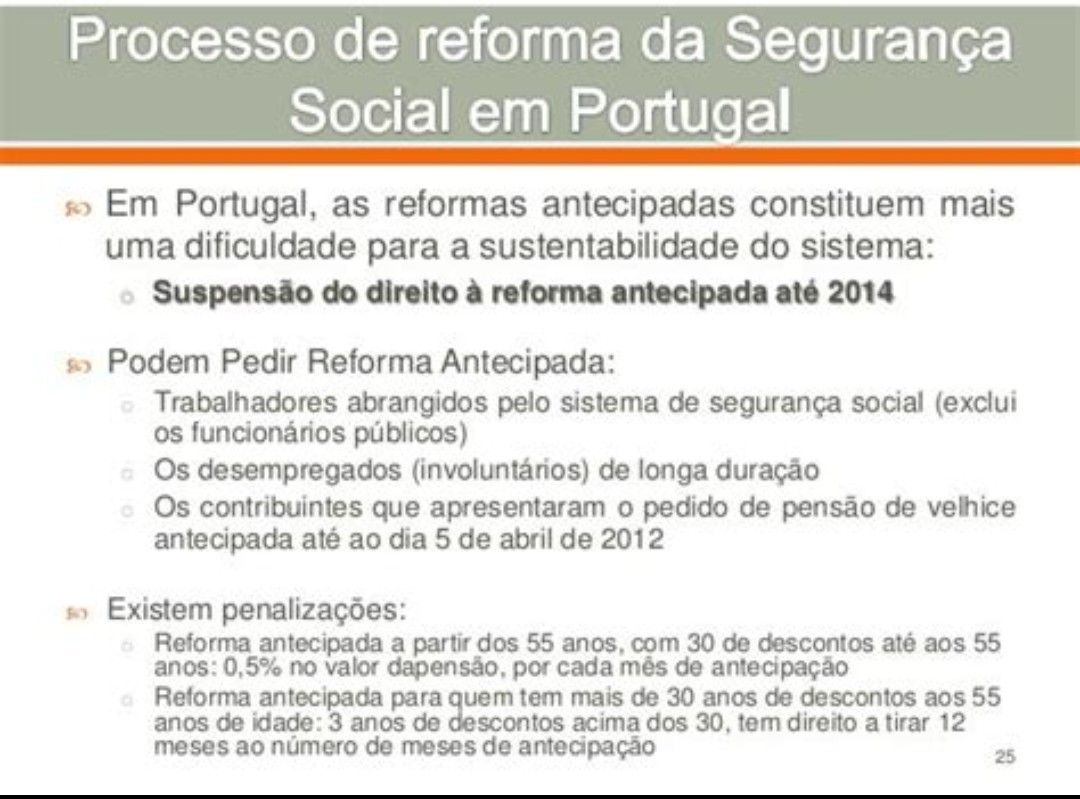 Processo de reforma da Segurança
Social em Portugal
Em Portugal, as reformas antecipadas constituem mais
uma dificuldade para a sustentabilidade do sistema:
Suspensão do direito à reforma antecipada até 2014
Podem Pedir Reforma Antecipada:
Trabalhadores abrangidos pelo sistema de segurança social (exclui
os funcionários públicos)
Os desempregados (involuntários) de longa duração
Os contribuintes que apresentaram o pedido de pensão de velhice
antecipada até ao dia 5 de abril de 2012
Existem penalizações:
Reforma antecipada a partir dos 55 anos, com 30 de descontos até aos 55
anos: 0,5% no valor dapensão, por cada mês de antecipação
Reforma antecipada para quem tem mais de 30 anos de descontos aos 55
anos de idade: 3 anos de descontos acima dos 30, tem direito a tirar 12
meses ao número de meses de antecipação
25